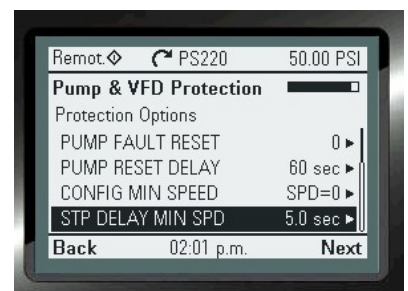 Remot. PS220 50.00 PSI
Pump & VFD Protection
Protection Options
PUMP FAULT RESET 0
PUMP RESET DELAY 60 sec
CONFIG MIN SPEED SPD=0
STP DELAY MIN SPD 5.0 sec
Back 02:01 p.m. Next